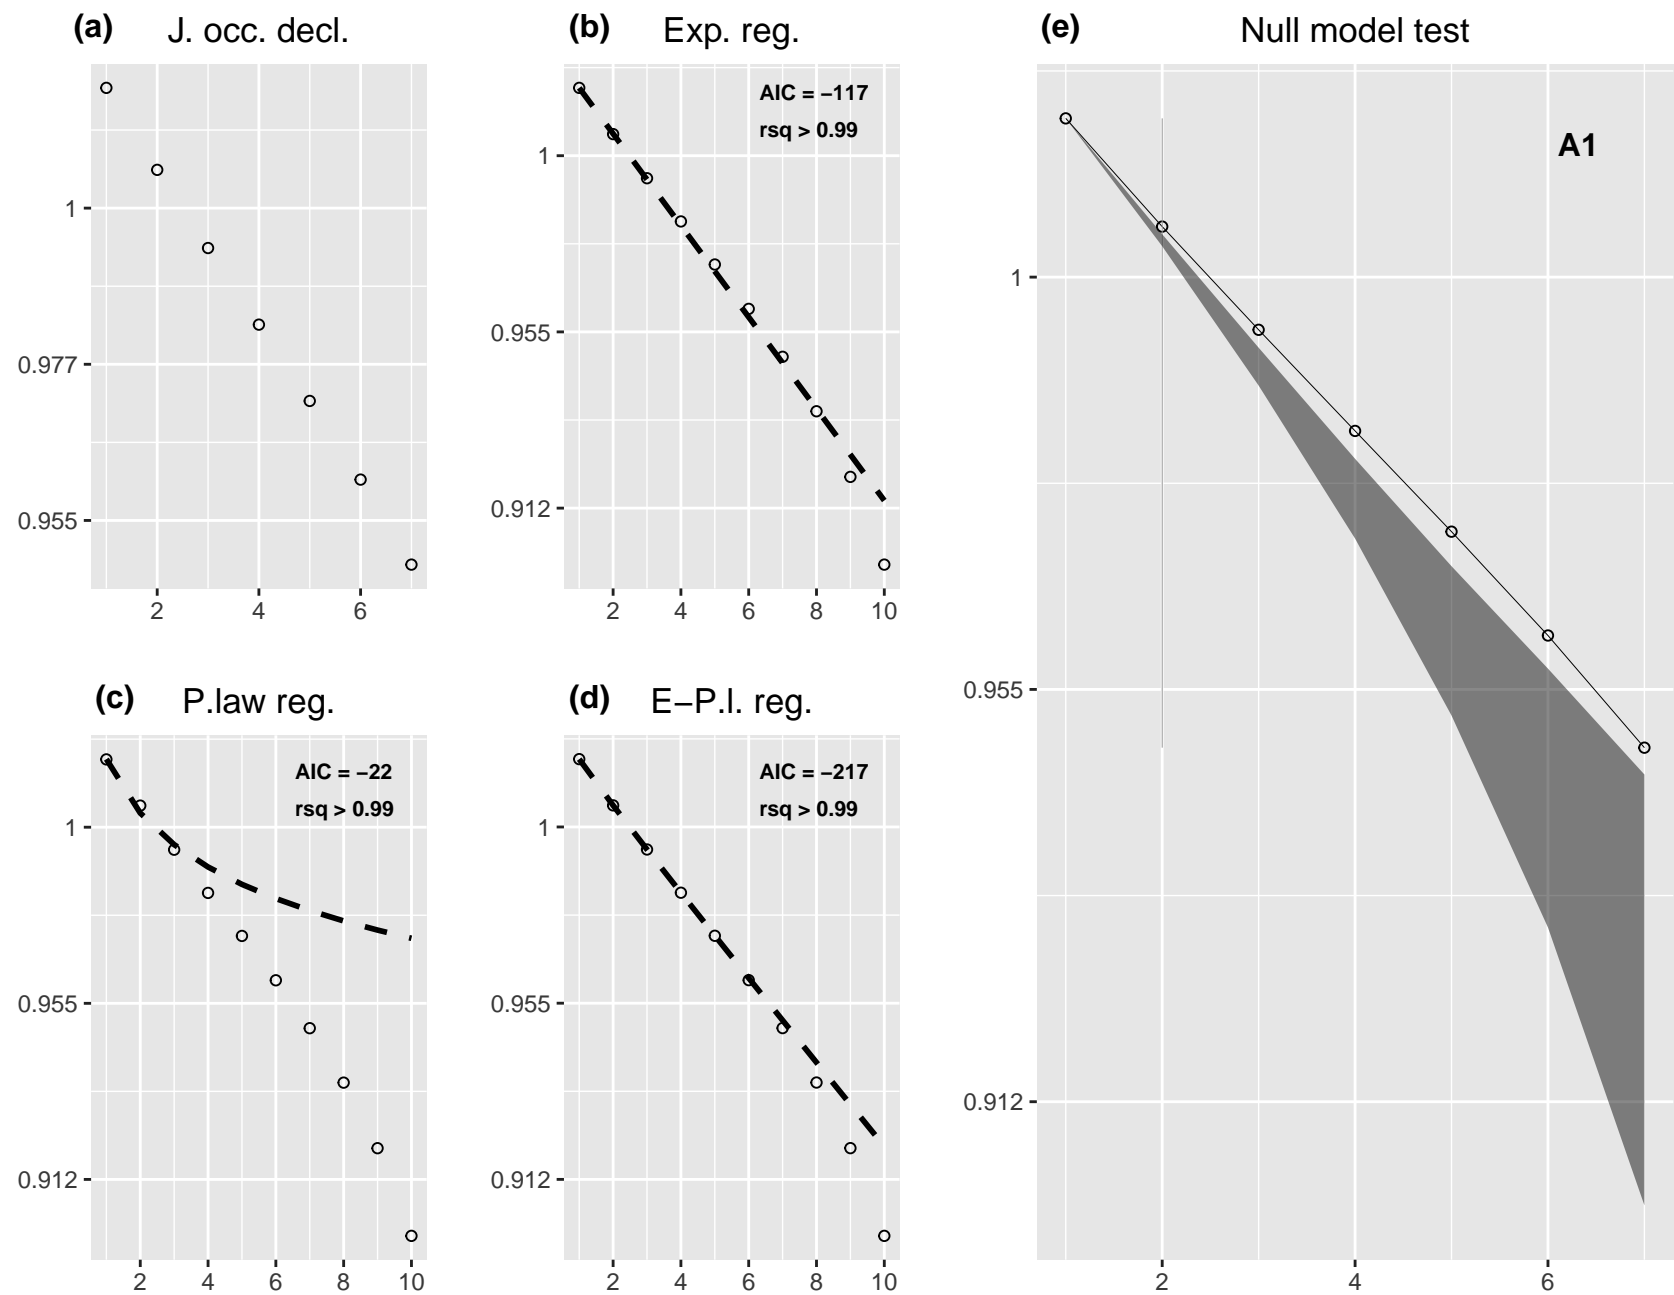 (a) J. occ. decl.
1
0.977
0.955
2 4 6
(b) Exp. reg.
AIC = −117
rsq > 0.99
1
0.955
0.912
2 4 6 8 10
(c) P.law reg.
AIC = −22
rsq > 0.99
1
0.955
0.912
2 4 6 8 10
(d) E−P.l. reg.
AIC = −217
rsq > 0.99
1
0.955
0.912
2 4 6 8 10
(e) Null model test
A1
1
0.955
0.912
2 4 6